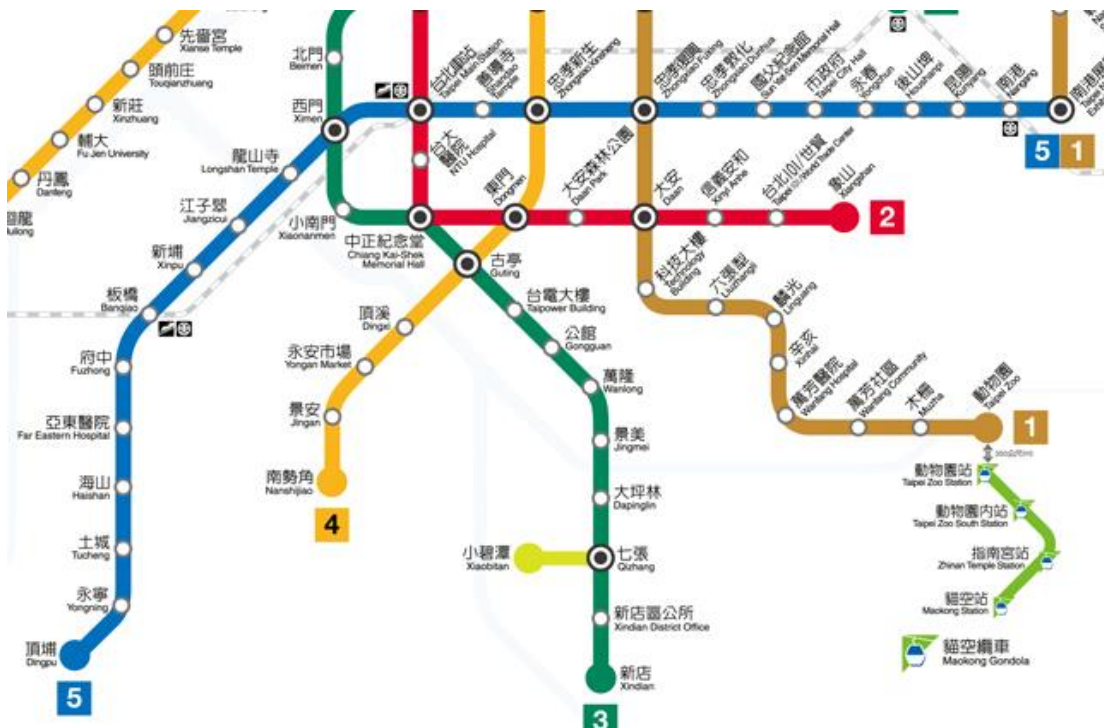 先嗇宮
Xianse Temple
頭前庄
Touqianzhuang
新莊
Xinzhuang
輔大
Fu Jen University
丹鳳
Danfeng
北門
Beimen
西門
Ximen
龍山寺
Longshan Temple
江子翠
Jiangzicui
新埔
Xinpu
板橋
Banqiao
府中
Fuzhong
亞東醫院
Far Eastern Hospital
海山
Haishan
土城
Tucheng
永寧
Yongning
頂埔
Dingpu
5
台北車站
Taipei Main Station
善導寺
Shandao
Temple
忠孝新生
Zhongxiao Xinsheng
忠孝復興
Zhongxiao Fuxing
忠孝敦化
Zhongxiao Dunhua
國父紀念館
Sun Yat-Sen Memorial Hall
市政府
Taipei City Hall
永春
Yongchun
後山埤
Houshanpi
昆陽
Kunyang
南港
Nangang
5
1
台大
醫院
NTU Hospital
小南門
Xiaonanmen
中正紀念堂
Chiang Kai-Shek
Memorial Hall
東門
Dongmen
大安森林公園
Daan Park
大安
Daan
信義安和
Xinyi Anhe
台北101/世貿
Taipei 101/World Trade Center
象山
Xiangshan
2
古亭
Guting
頂溪
Dingxi
永安市場
Yongan Market
景安
Jingan
南勢角
Nanshijiao
4
台電大樓
Taipower Building
公館
Gongguan
萬隆
Wanlong
景美
Jingmei
大坪林
Dapinglin
七張
Qizhang
小碧潭
Xiaobitan
新店區公所
Xindian District Office
新店
Xindian
3
科技大樓
Technology
Building
六張犁
Liuzhangli
麟光
Linguang
辛亥
Xinhai
萬芳醫院
Wanfang Hospital
萬芳社區
Wanfang Community
木柵
Muzha
動物園
Taipei Zoo
1
動物園站
Taipei Zoo Station
動物園內站
Taipei Zoo South Station
指南宮站
Zhinan Temple Station
貓空站
Maokong Station
貓空纜車
Maokong Gondola